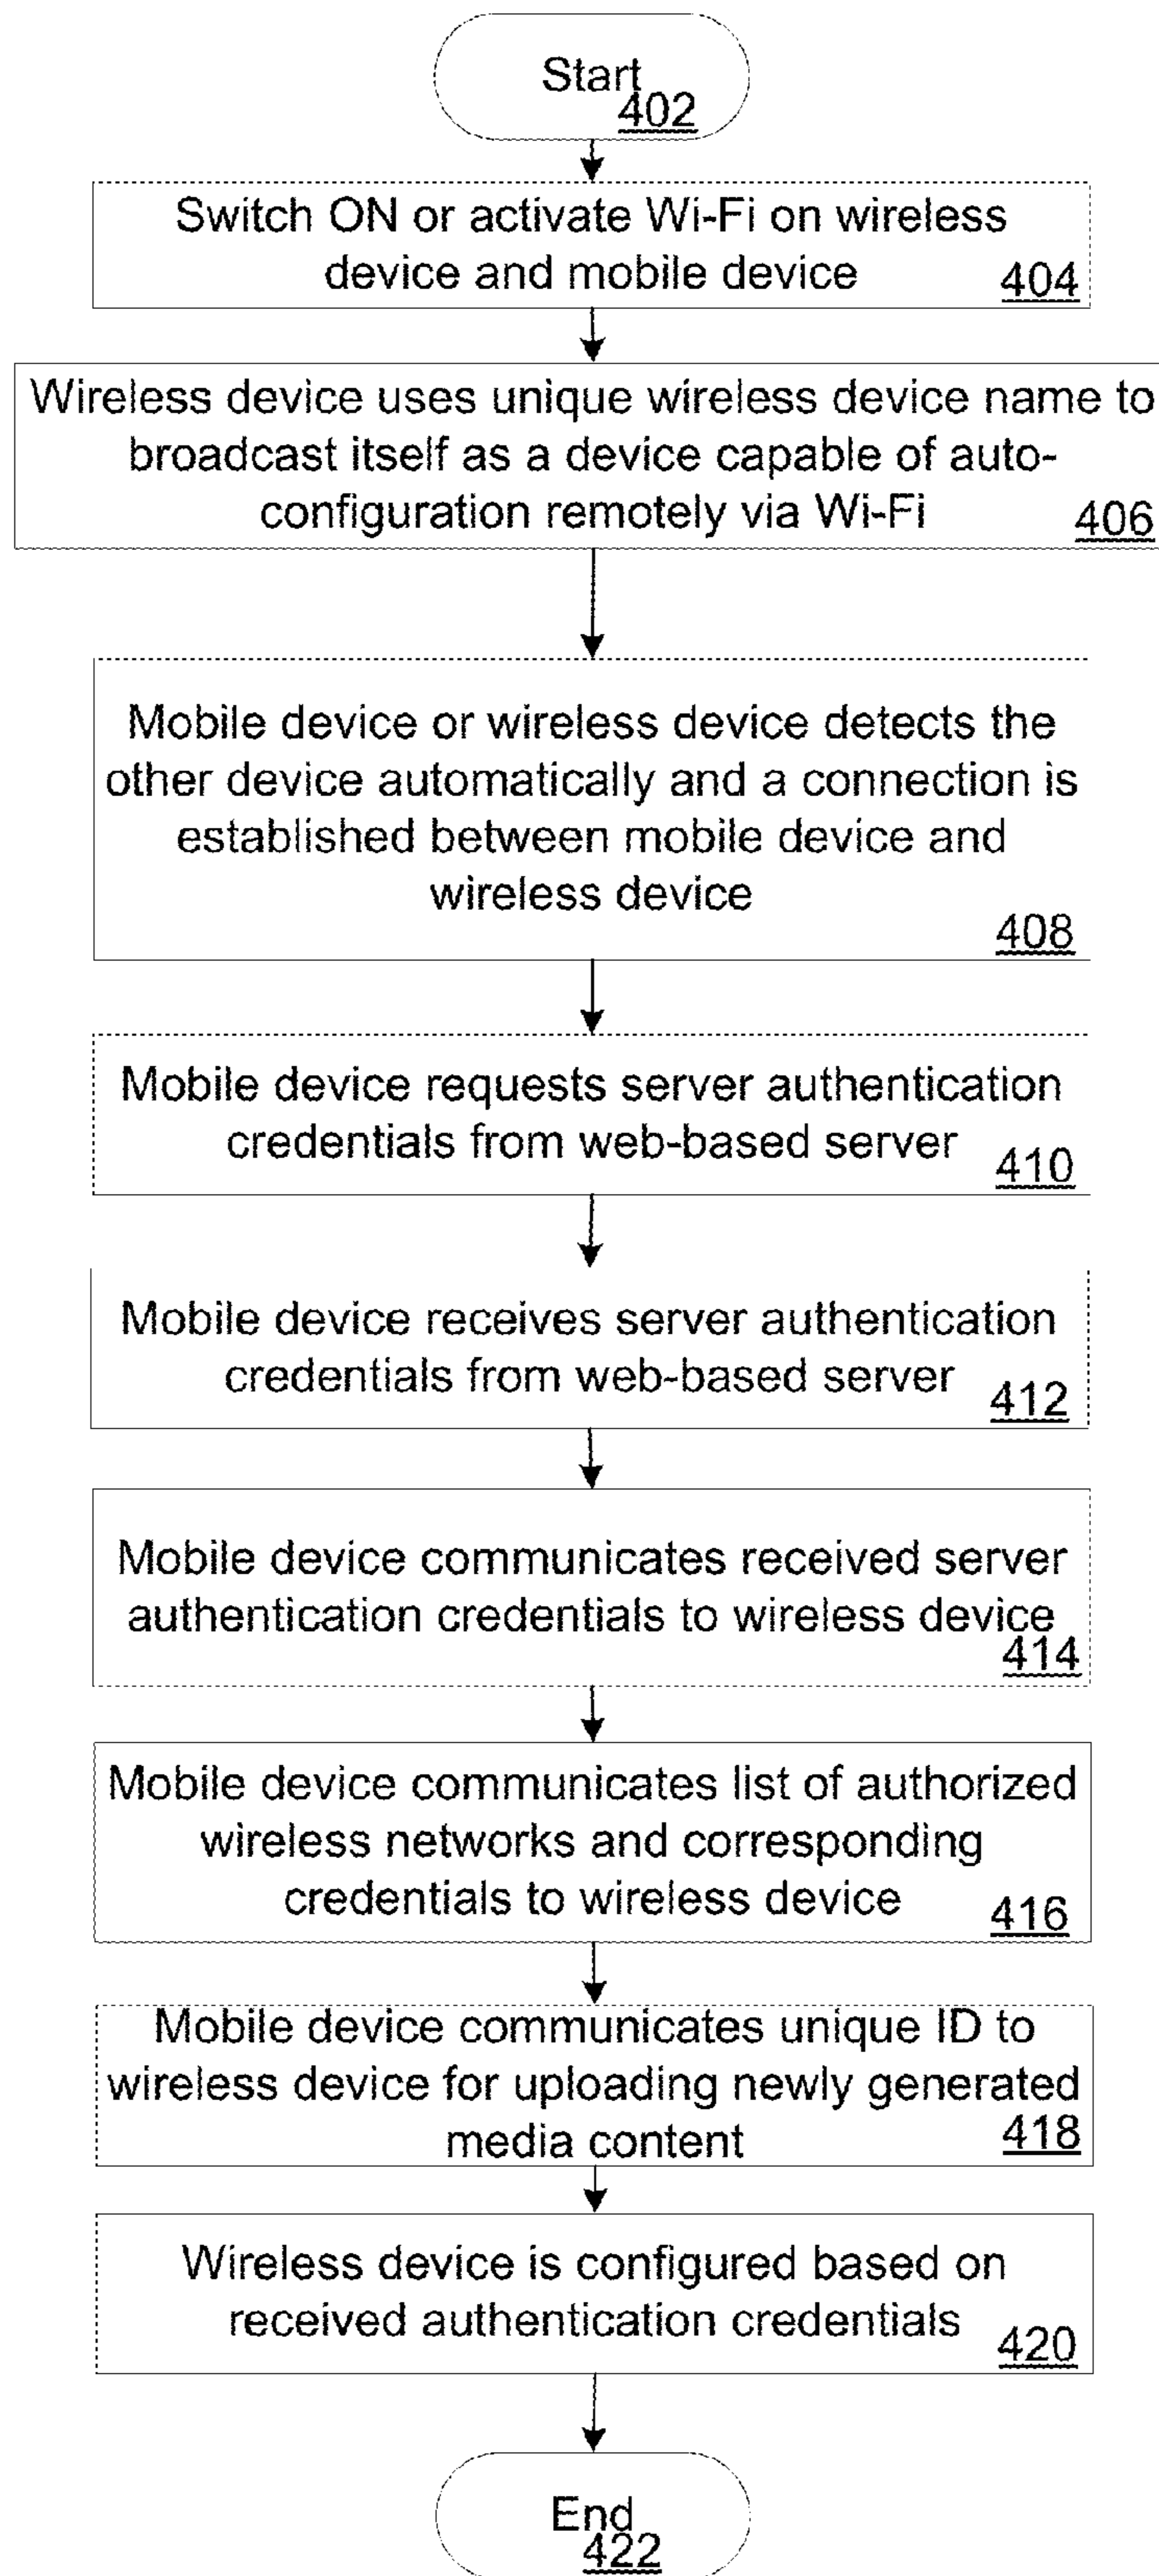 Start
402
Switch ON or activate Wi-Fi on wireless
device and mobile device
404
Wireless device uses unique wireless device name to
broadcast itself as a device capable of auto-
configuration remotely via Wi-Fi
406
Mobile device or wireless device detects the
other device automatically and a connection is
established between mobile device and
wireless device
408
Mobile device requests server authentication
credentials from web-based server
410
Mobile device receives server authentication
credentials from web-based server
412
Mobile device communicates received server
authentication credentials to wireless device
414
Mobile device communicates list of authorized
wireless networks and corresponding
credentials to wireless device
416
Mobile device communicates unique ID to
wireless device for uploading newly generated
media content
418
Wireless device is configured based on
received authentication credentials
420
End
422